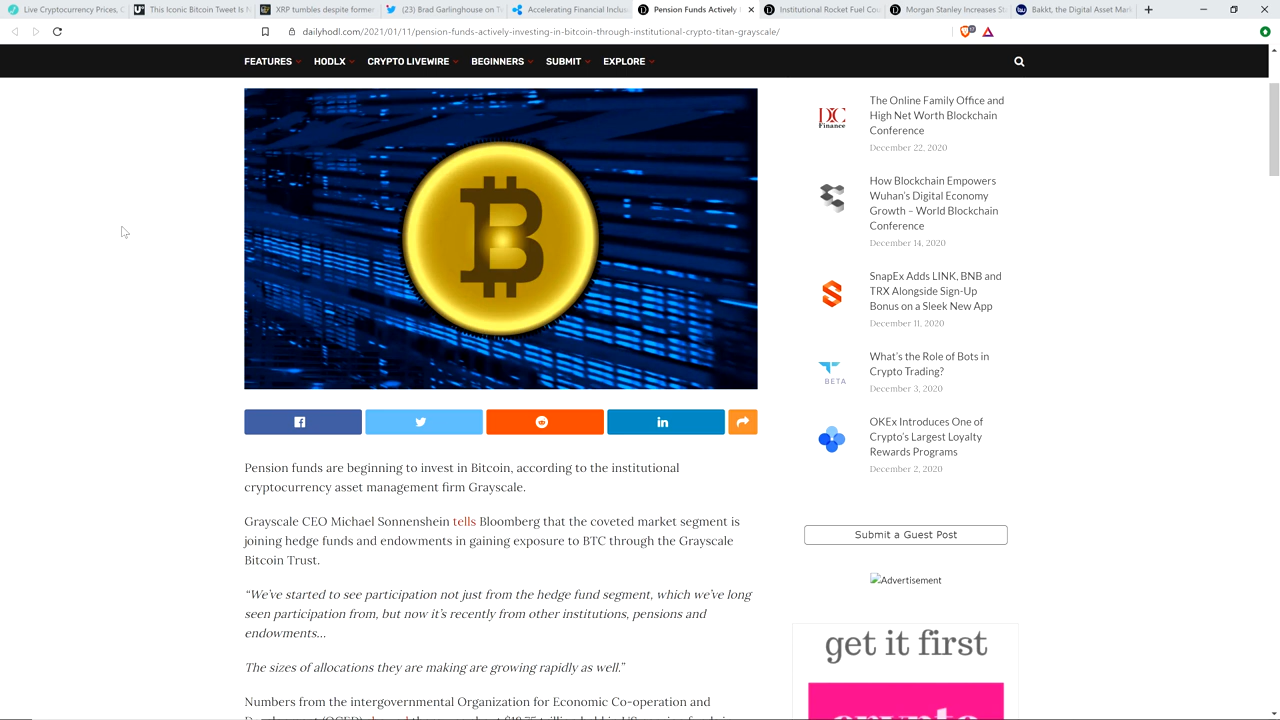 Live Cryptocurrency Prices, C
This Iconic Bitcoin Tweet Is N
XRP tumbles despite former
(23) Brad Garlinghouse on Tw
Accelerating Financial Inclus
Pension Funds Actively I
Institutional Rocket Fuel Cou
Morgan Stanley Increases St
Bakkt, the Digital Asset Mark
dailyhodl.com/2021/01/11/pension-funds-actively-investing-in-bitcoin-through-institutional-crypto-titan-grayscale/
FEATURES HODLX CRYPTO LIVEWIRE BEGINNERS SUBMIT EXPLORE
The Online Family Office and
High Net Worth Blockchain
Conference
December 22, 2020
DC
Finance
How Blockchain Empowers
Wuhan's Digital Economy
Growth – World Blockchain
Conference
December 14, 2020
SnapEx Adds LINK, BNB and
TRX Alongside Sign-Up
Bonus on a Sleek New App
December 11, 2020
What's the Role of Bots in
Crypto Trading?
December 3, 2020
BETA
OKEx Introduces One of
Crypto's Largest Loyalty
Rewards Programs
December 2, 2020
Pension funds are beginning to invest in Bitcoin, according to the institutional
cryptocurrency asset management firm Grayscale.
Grayscale CEO Michael Sonnenshein tells Bloomberg that the coveted market segment is
joining hedge funds and endowments in gaining exposure to BTC through the Grayscale
Bitcoin Trust.
“We’ve started to see participation not just from the hedge fund segment, which we’ve long
seen participation from, but now it’s recently from other institutions, pensions and
endowments…
The sizes of allocations they are making are growing rapidly as well.”
Numbers from the intergovernmental Organization for Economic Co-operation and
Submit a Guest Post
Advertisement
get it first
crypto